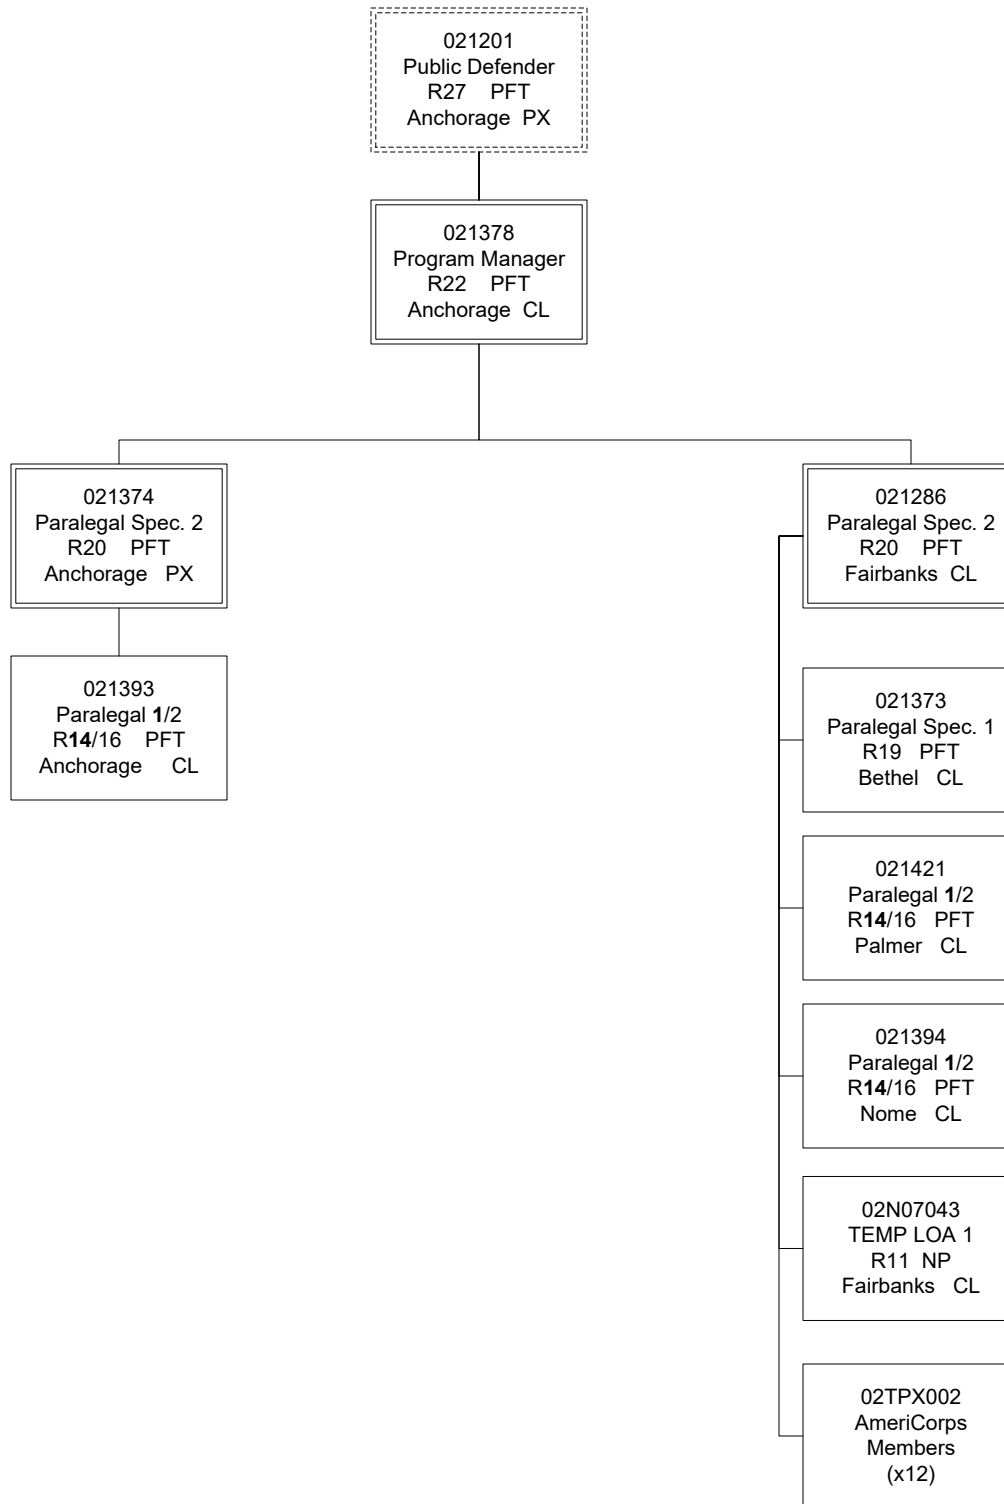 021201
Public Defender
R27 PFT
Anchorage PX
021378
Program Manager
R22 PFT
Anchorage CL
021374
Paralegal Spec. 2
R20 PFT
Anchorage PX
021393
Paralegal 1/2
R14/16 PFT
Anchorage CL
021286
Paralegal Spec. 2
R20 PFT
Fairbanks CL
021373
Paralegal Spec. 1
R19 PFT
Bethel CL
021421
Paralegal 1/2
R14/16 PFT
Palmer CL
021394
Paralegal 1/2
R14/16 PFT
Nome CL
02N07043
TEMP LOA 1
R11 NP
Fairbanks CL
02TPX002
AmeriCorps
Members
(x12)